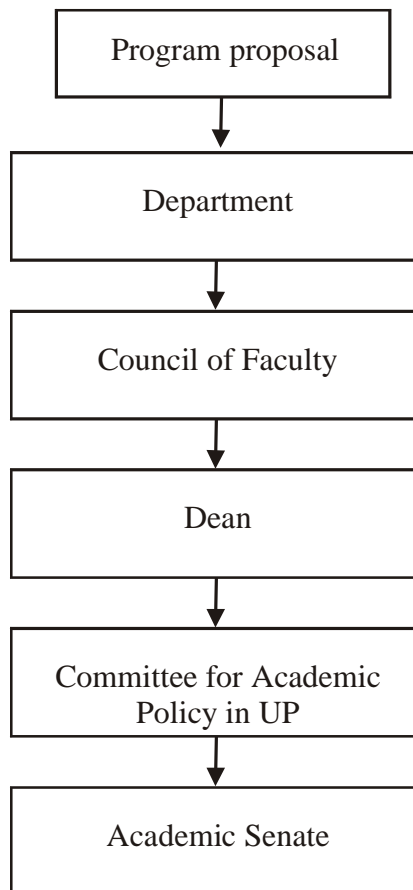 Program proposal
Department
Council of Faculty
Dean
Committee for Academic
Policy in UP
Academic Senate